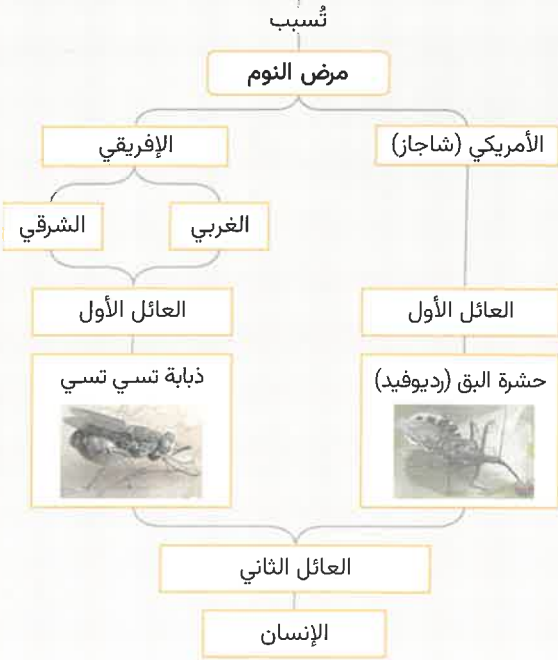 تُسبب
مرض النوم
الأمريكي (شاجاز)
الإفريقي
الغربي
الشرقي
العائل الأول
العائل الأول
حشرة البق (رديوفيد)
ذبابة تسي تسي
العائل الثاني
الإنسان